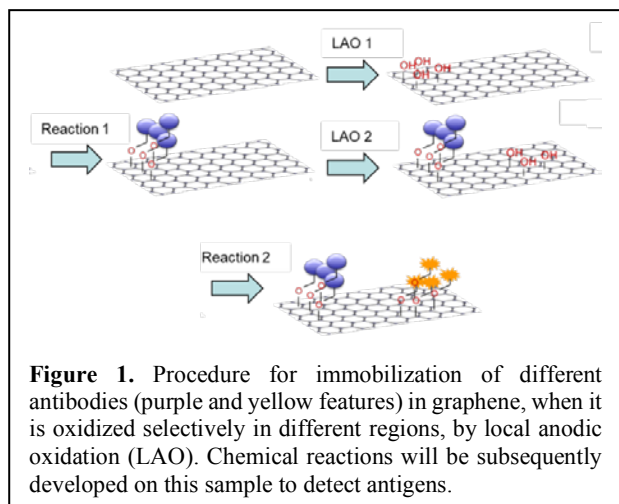 LAO 1
OH
OH OH
OH
Reaction 1
LAO 2
O O
O O
OH
OH
OH
Reaction 2
O O
O O
O O
O O
Figure 1. Procedure for immobilization of different
antibodies (purple and yellow features) in graphene, when it
is oxidized selectively in different regions, by local anodic
oxidation (LAO). Chemical reactions will be subsequently
developed on this sample to detect antigens.